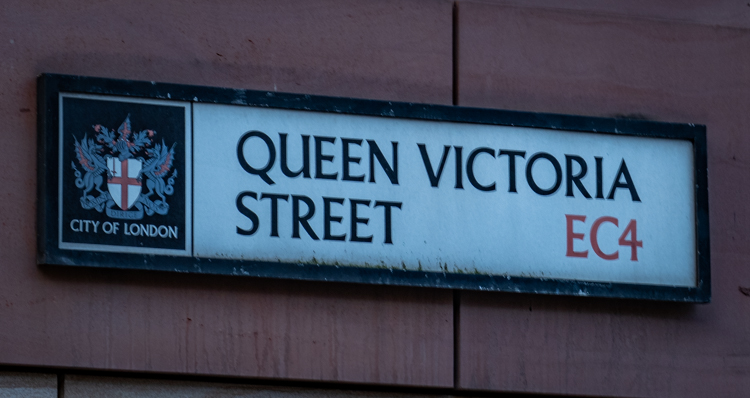 CITY OF LONDON
QUEEN VICTORIA
STREET
EC4